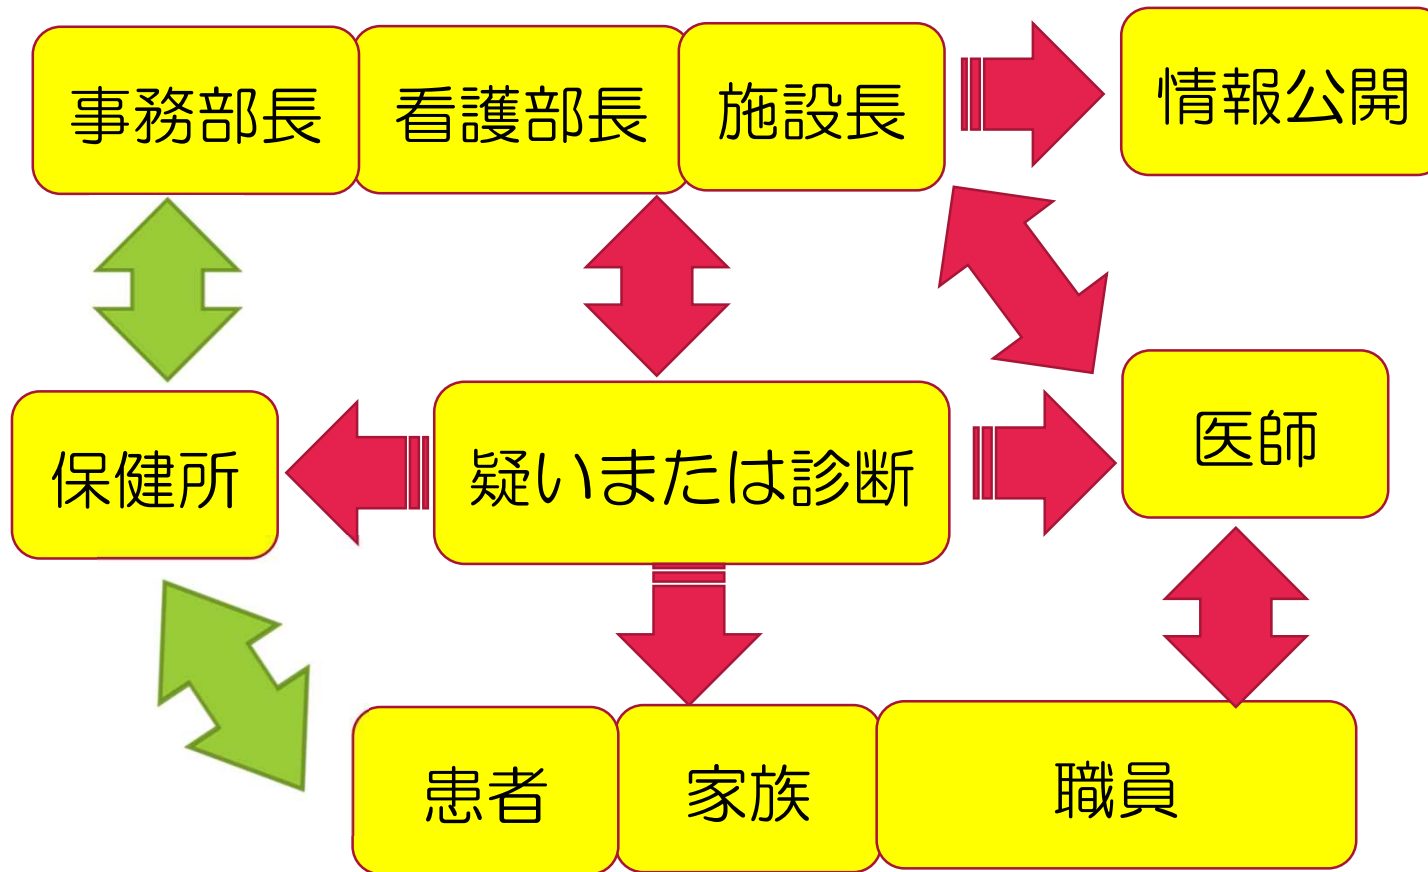 事務部長
看護部長
施設長
情報公開
保健所
疑いまたは診断
医師
患者
家族
職員